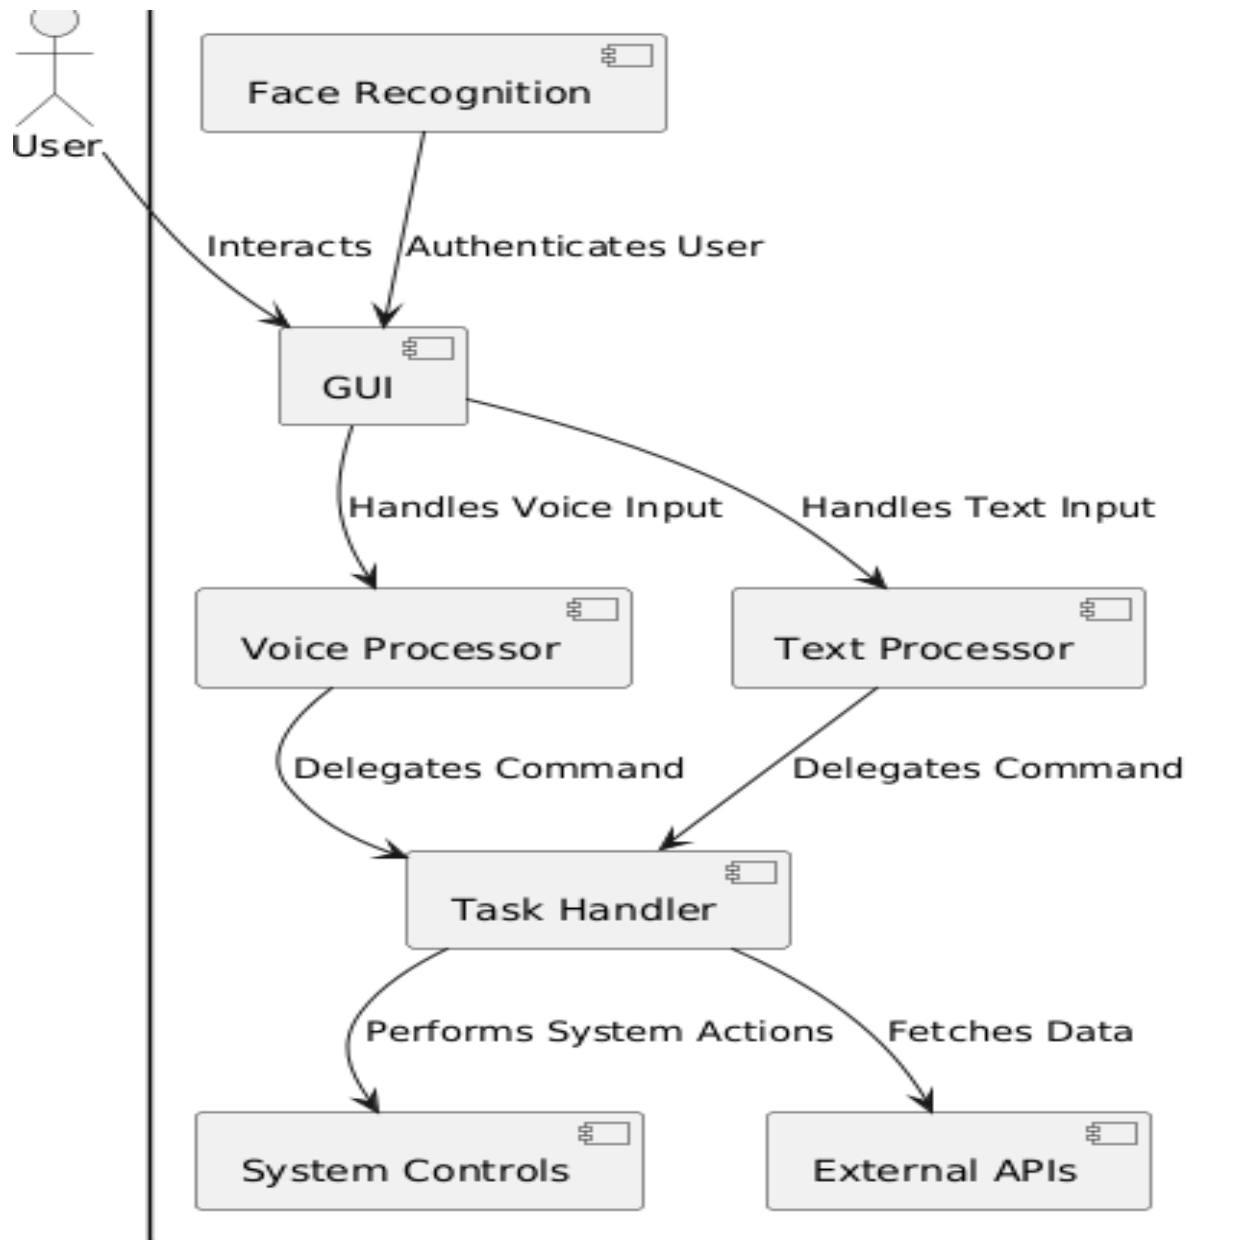 Face Recognition
User
Interacts
Authenticates User
GUI
Handles Voice Input
Handles Text Input
Voice Processor
Text Processor
Delegates Command
Delegates Command
Task Handler
Performs System Actions
Fetches Data
System Controls
External APIs